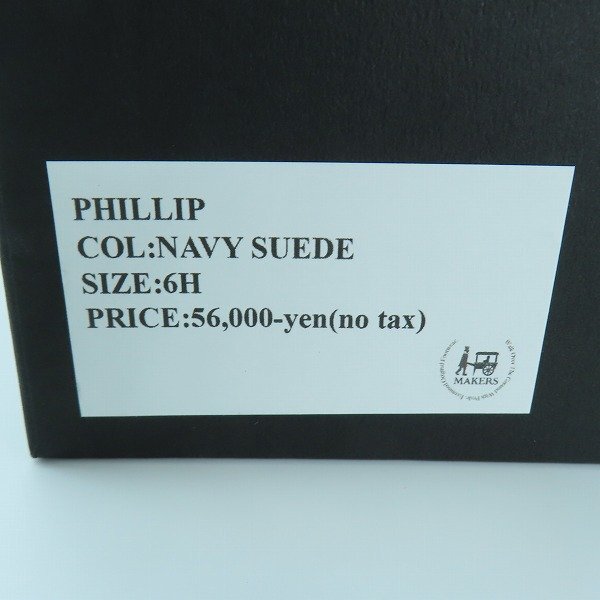 PHILLIP
COL:NAVY SUEDE
SIZE:6H
PRICE:56,000-yen(no tax)
MAKERS